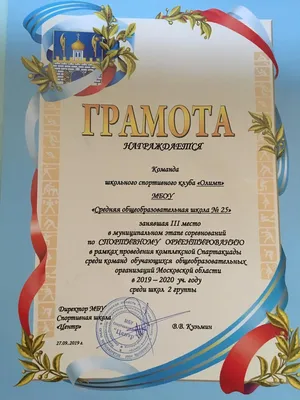 ГРАМОТА
НАГРАЖДАЕТСЯ
Команда
школьного спортивного клуба «Олимп»
МБОУ
«Средняя общеобразовательная школа № 25»
занявшая III место
в муниципальном этапе соревнований
по СПОРТИВНОМУ ОРИЕНТИРОВАНИЮ
в рамках проведения комплексной Спартакиады
среди команд обучающихся общеобразовательных
организаций Московской области
в 2019 – 2020 уч. году
среди школ 2 группы
Директор МБУ
Спортивная школа
«Центр»
В.В. Кузьмин
27.09.2019 г.